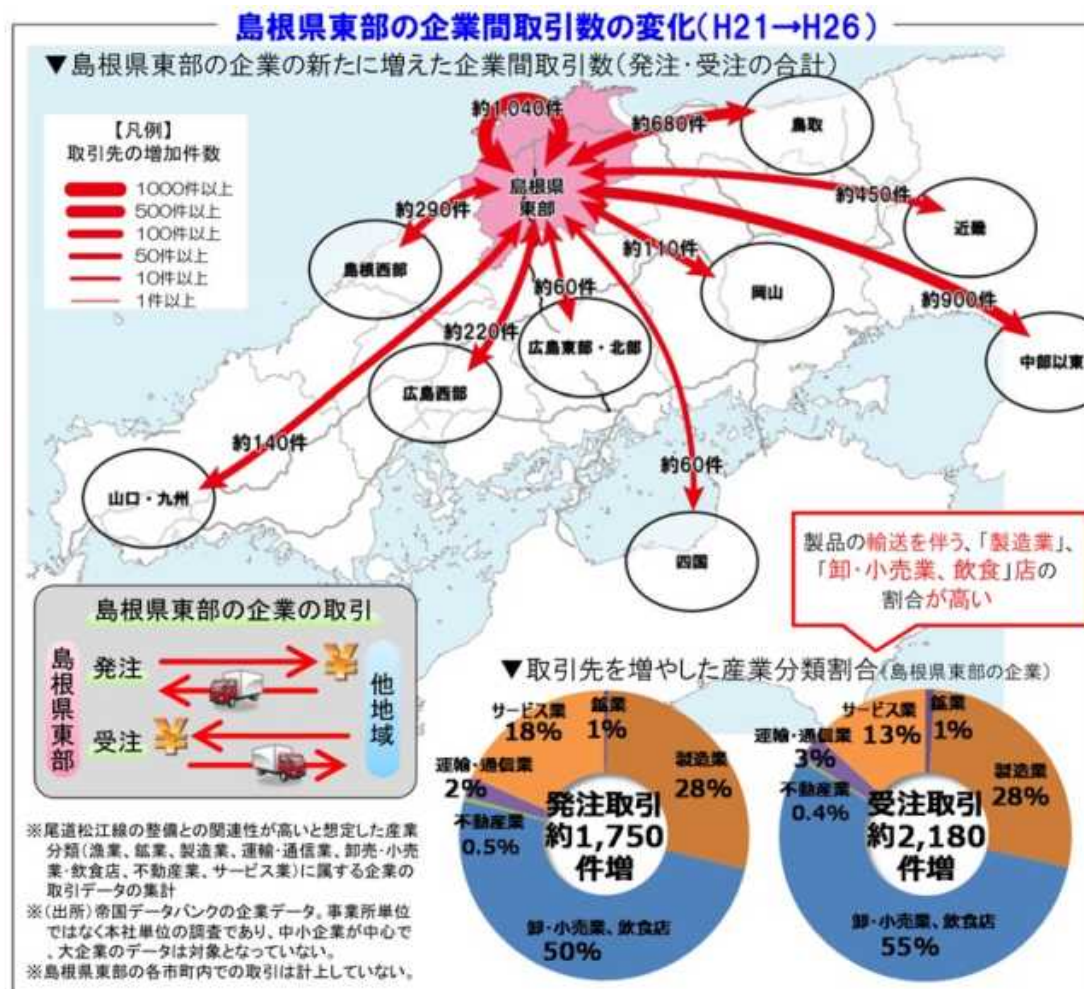 島根県東部の企業間取引数の変化(H21→H26)
▼島根県東部の企業の新たに増えた企業間取引数(発注・受注の合計)
【凡例】
取引先の増加件数
1000件以上
500件以上
100件以上
50件以上
10件以上
1件以上
約1,040件
約680件
鳥取
島根県
東部
約450件
近畿
約290件
島根西部
約110件
岡山
約900件
中部以東
約60件
広島東部・北部
約220件
広島西部
約140件
山口・九州
約60件
四国
製品の輸送を伴う、「製造業」、
「卸・小売業、飲食」店の
割合が高い
島根県東部の企業の取引
島根県東部
発注
¥
受注
¥
他地域
▼取引先を増やした産業分類割合(島根県東部の企業)
サービス業
18%
鉱業
1%
運輸・通信業
2%
不動産業
0.5%
製造業
28%
発注取引
約1,750
件増
卸・小売業、飲食店
50%
サービス業
13%
鉱業
1%
運輸・通信業
3%
不動産業
0.4%
製造業
28%
受注取引
約2,180
件増
卸・小売業、飲食店
55%
※尾道松江線の整備との関連性が高いと想定した産業
分類(漁業、鉱業、製造業、運輸・通信業、卸売・小売
業・飲食店、不動産業、サービス業)に属する企業の
取引データの集計
※(出所)帝国データバンクの企業データ。事業所単位
ではなく本社単位の調査であり、中小企業が中心で
、大企業のデータは対象となっていない。
※島根県東部の各市町内での取引は計上していない。